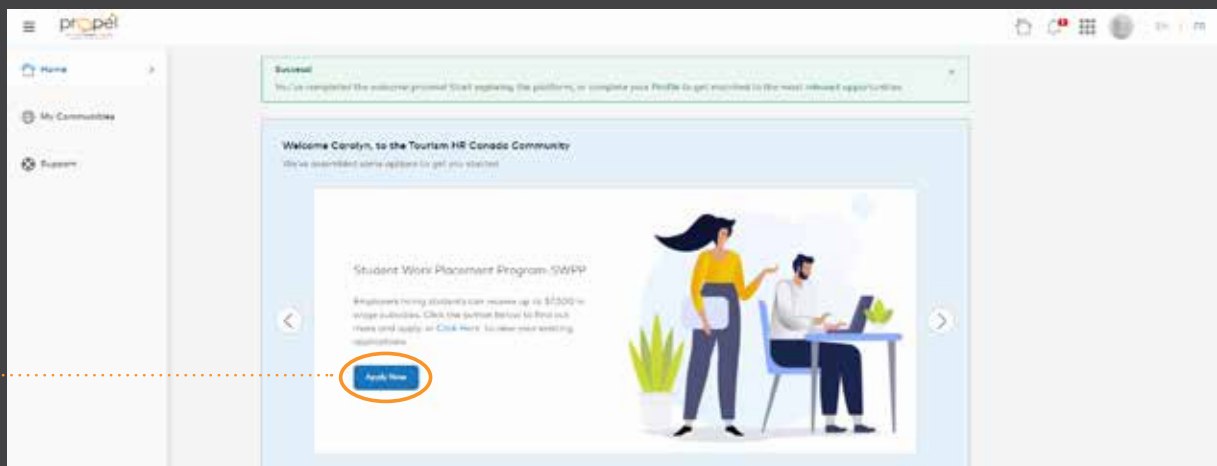 propel
EN | FR
Home
My Communities
Support
Success!
You've completed the welcome process! Start exploring the platform, or complete your Profile to get matched to the most relevant opportunities.
Welcome Carolyn, to the Tourism HR Canada Community
We've assembled some options to get you started
Student Work Placement Program-SWPP
Employers hiring students can receive up to $7,500 in
wage subsidies. Click the button below to find out
more and apply, or Click Here to view your existing
applications.
Apply Now